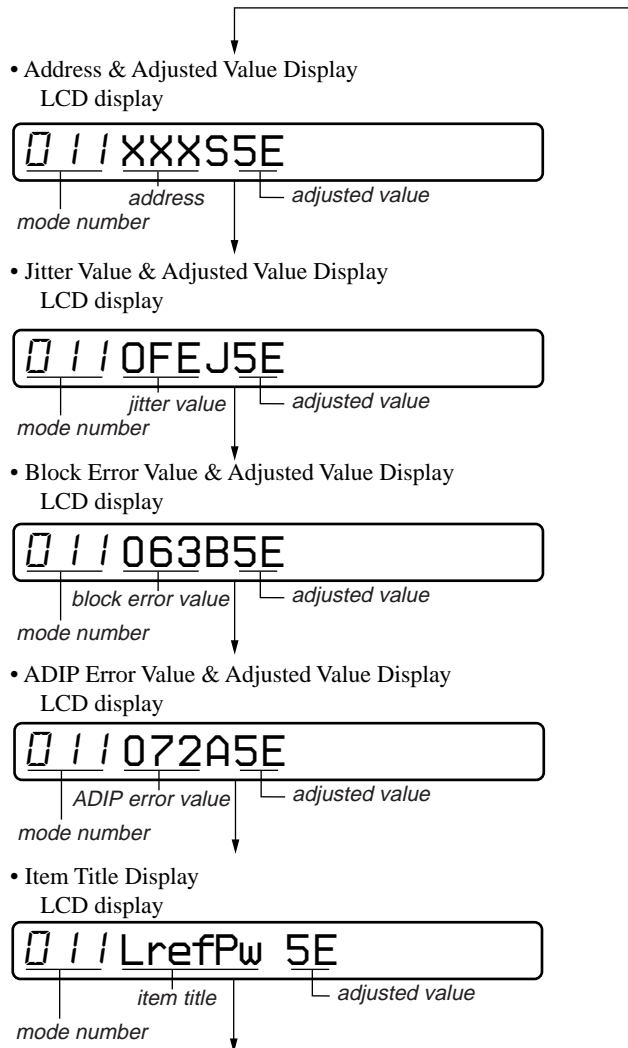 • Address & Adjusted Value Display
LCD display
011XXXS5E
address
adjusted value
mode number
• Jitter Value & Adjusted Value Display
LCD display
0110FEJ5E
jitter value
adjusted value
mode number
• Block Error Value & Adjusted Value Display
LCD display
011063B5E
block error value
adjusted value
mode number
• ADIP Error Value & Adjusted Value Display
LCD display
011072A5E
ADIP error value
adjusted value
mode number
• Item Title Display
LCD display
011LrefPw 5E
item title
adjusted value
mode number